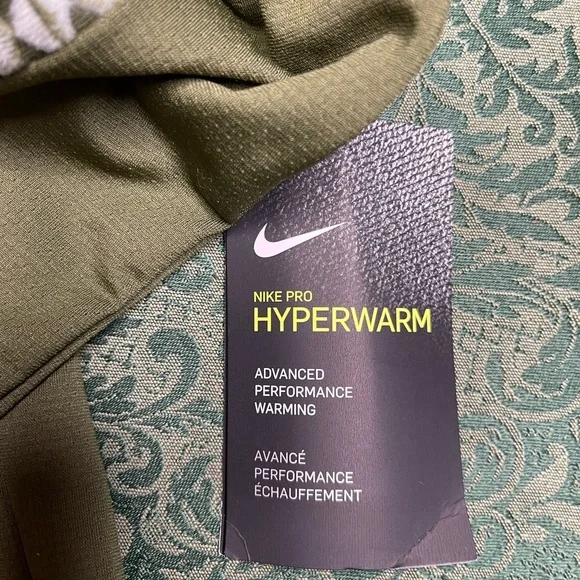 NIKE PRO
HYPERWARM
ADVANCED
PERFORMANCE
WARMING
AVANCÉ
PERFORMANCE
ÉCHAUFFEMENT